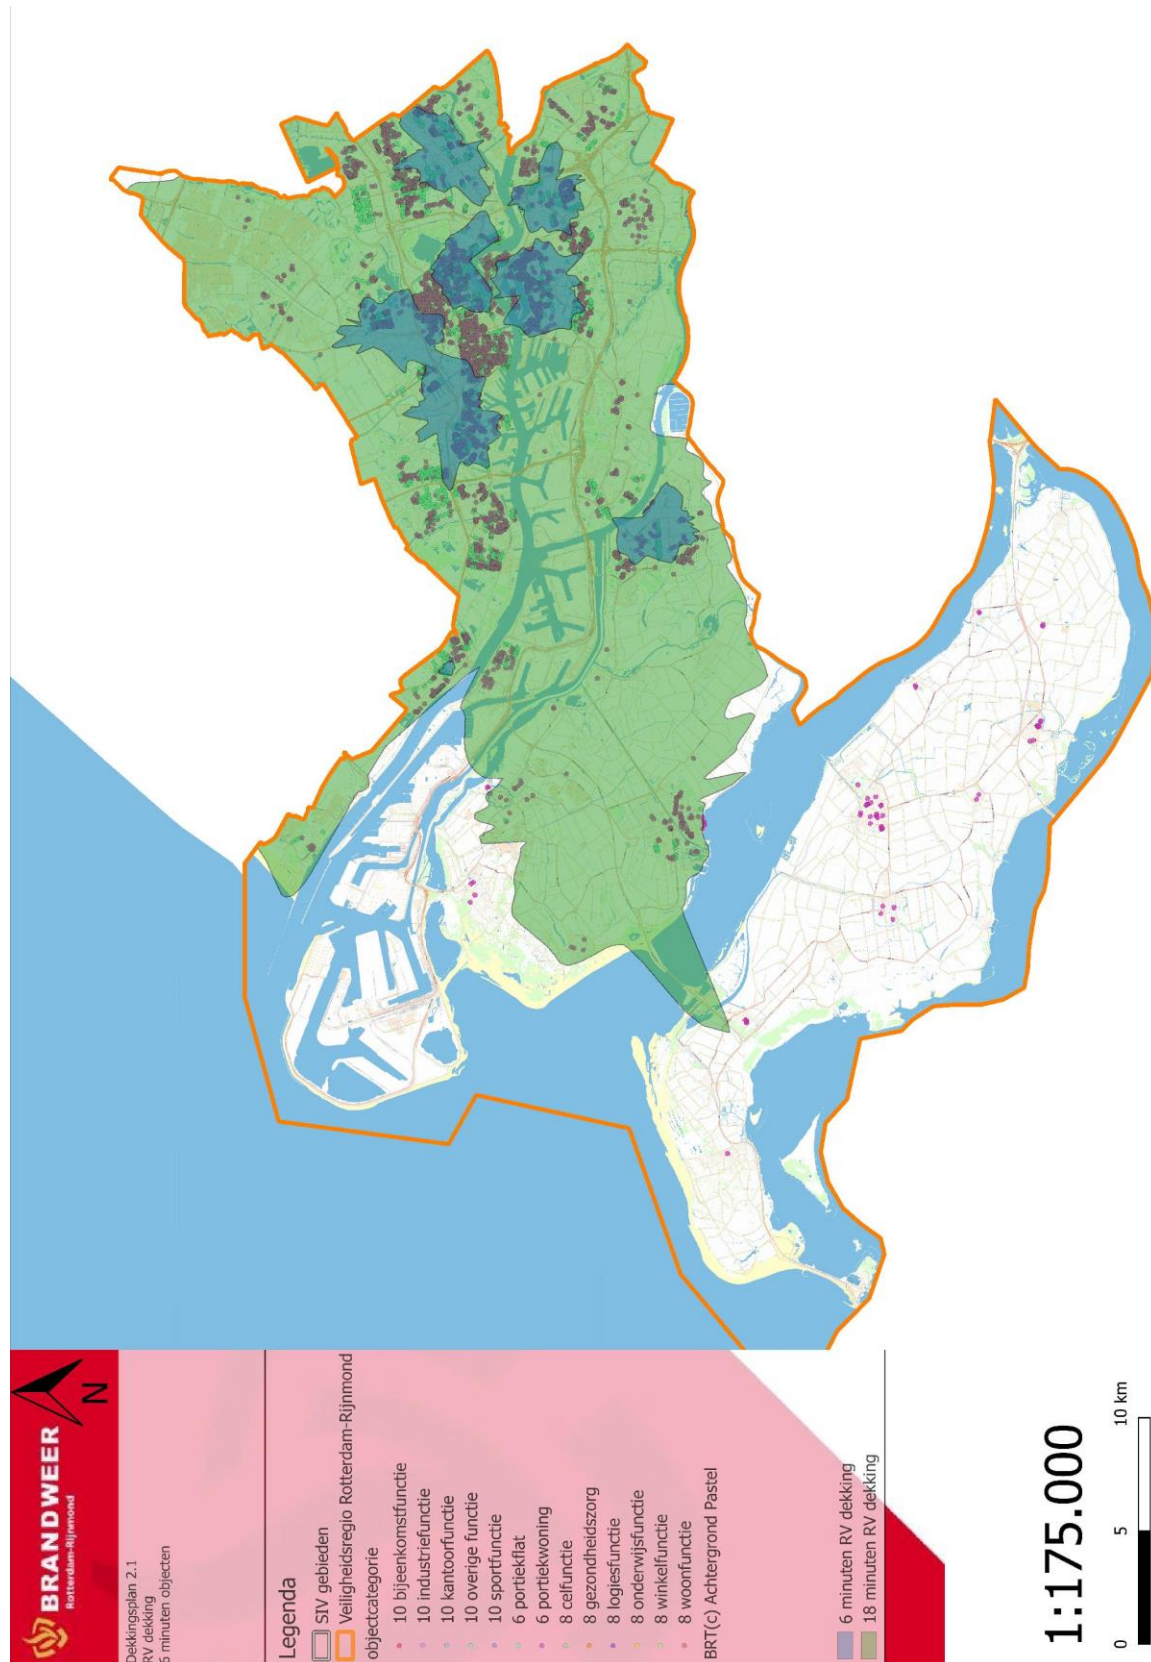 BRANDWEER
Rotterdam-Rijnmond
N
Dekkingsplan 2.1
RV dekking
6 minuten objecten
Legenda
SIV gebieden
Veiligheidsregio Rotterdam-Rijnmond
objectcategorie
10 bijeenkomstfunctie
10 industriefunctie
10 kantoorfunctie
10 overige functie
10 sportfunctie
6 portiekflat
6 portiekwoning
8 celfunctie
8 gezondheidszorg
8 logiesfunctie
8 onderwijsfunctie
8 winkelfunctie
8 woonfunctie
BRT(c) Achtergrond Pastel
6 minuten RV dekking
18 minuten RV dekking
1:175.000
0 5 10 km